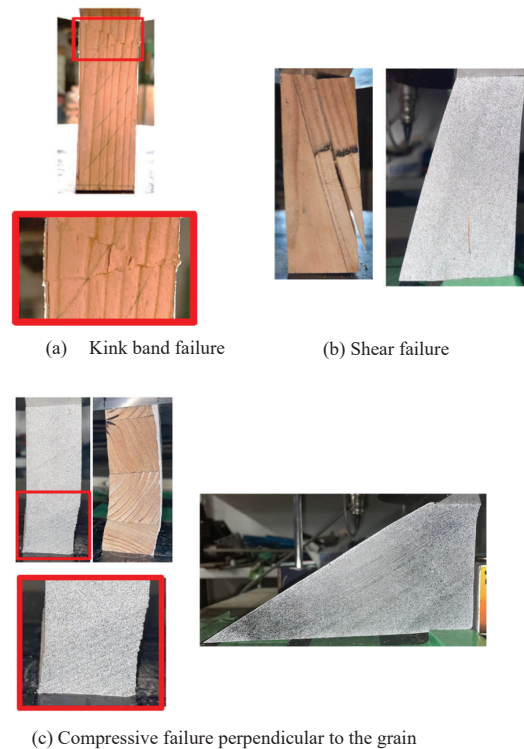 (a) Kink band failure
(b) Shear failure
(c) Compressive failure perpendicular to the grain